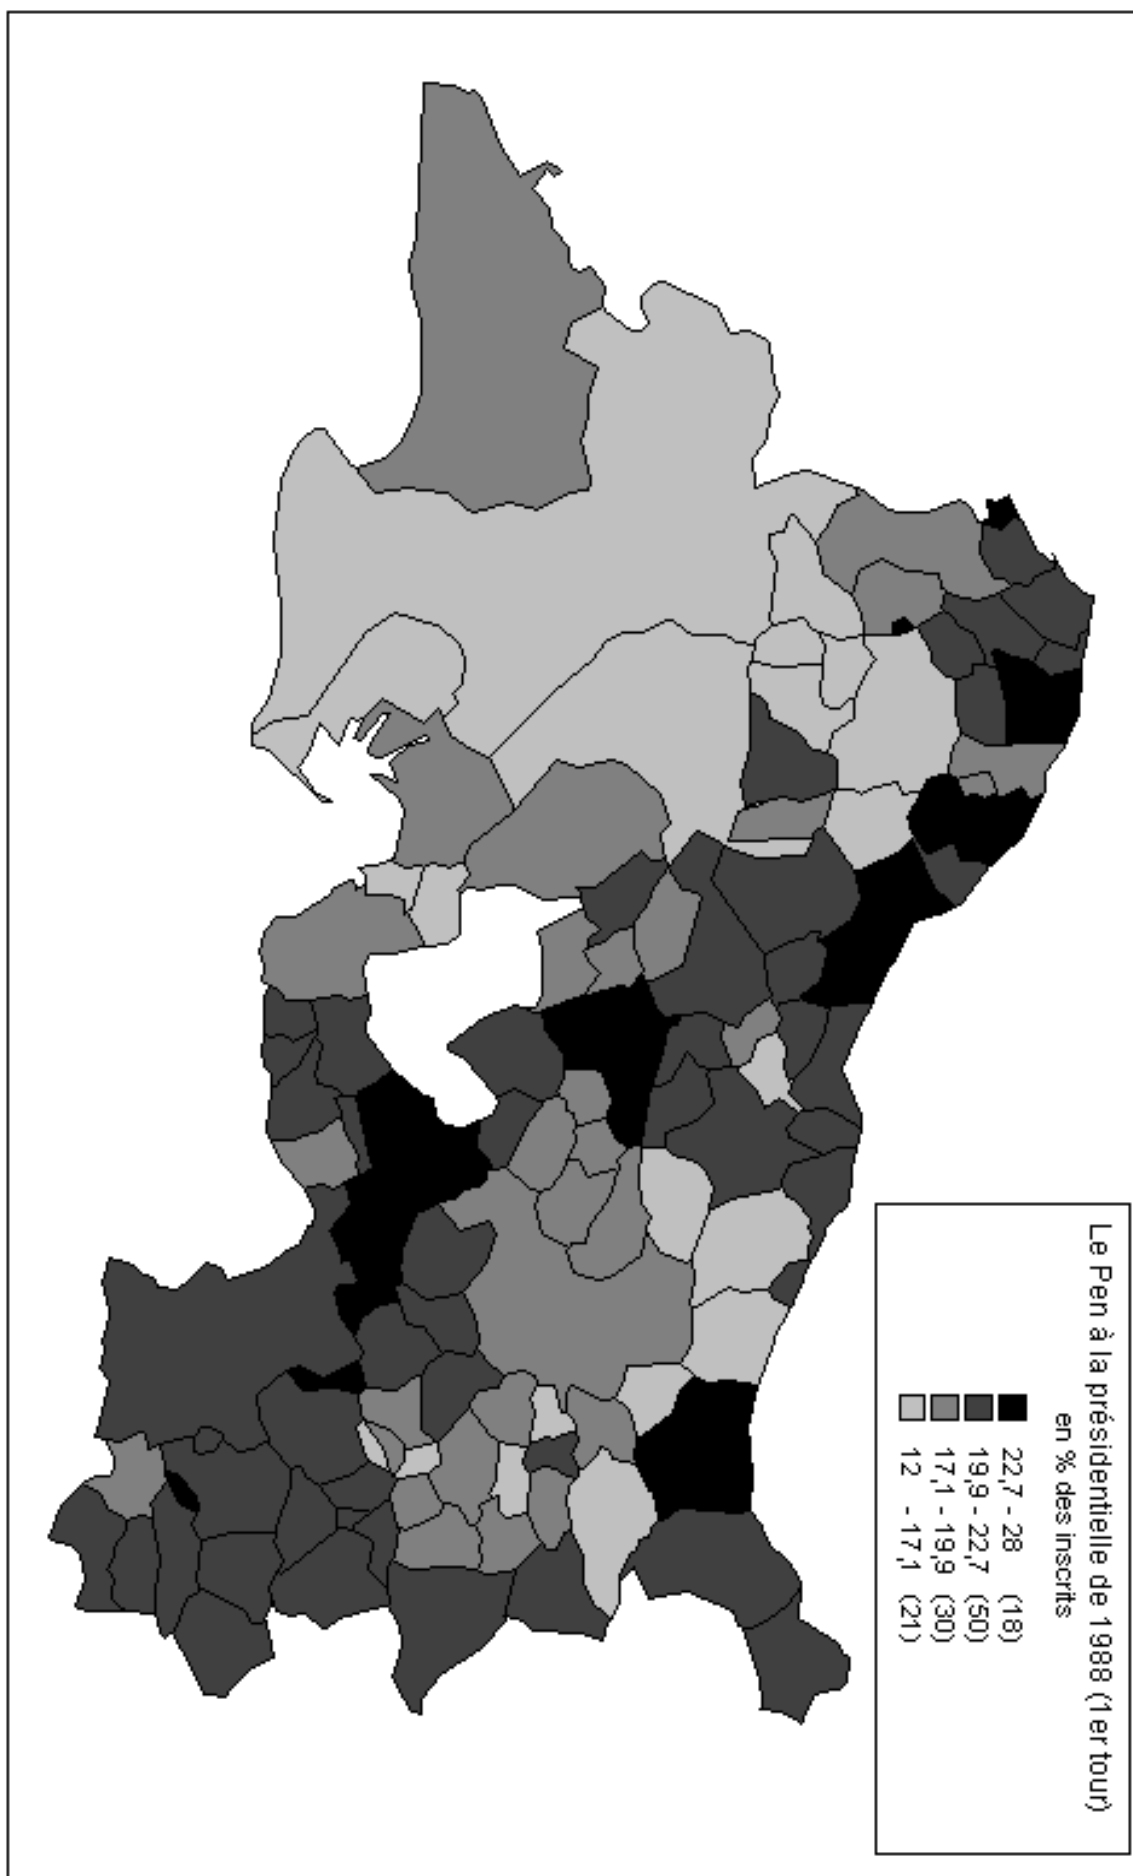 Le Pen à la présidentielle de 1988 (1er tour)
en % des inscrits
22,7 - 28 (18)
19,9 - 22,7 (50)
17,1 - 19,9 (30)
12 - 17,1 (21)